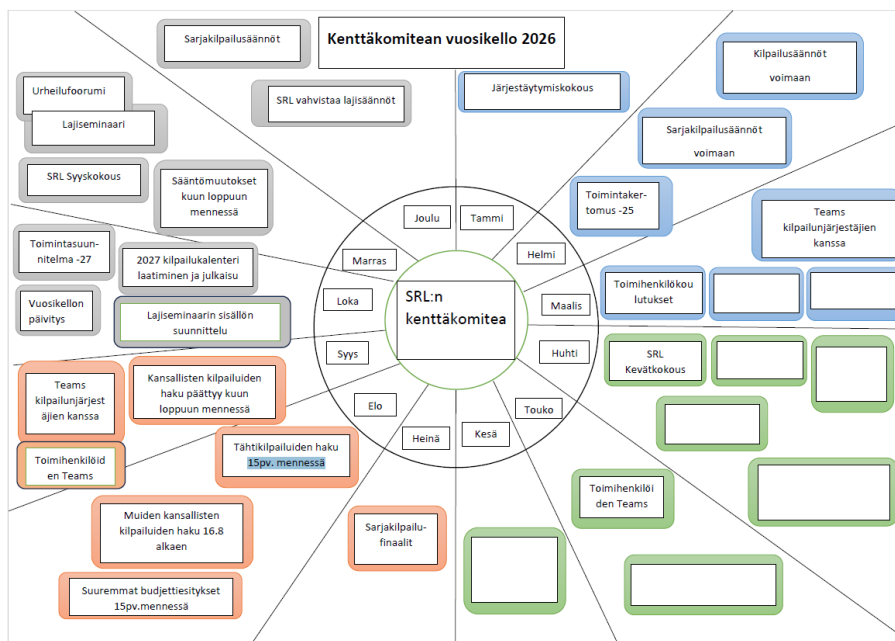 Kenttäkomitean vuosikello 2026
Sarjakilpailusäännöt
SRL vahvistaa lajisäännöt
Järjestäytymiskokous
Kilpailusäännöt
voimaan
Sarjakilpailusäännöt
voimaan
Urheilufoorumi
Lajiseminaari
SRL Syyskokous
Sääntömuutokset
kuun loppuun
mennessä
Toimintaker-
tomus -25
Teams
kilpailunjärjestäjien
kanssa
Toimintasuun-
nitelma -27
2027 kilpailukalenteri
laatiminen ja julkaisu
Vuosikellon
päivitys
Lajiseminaarin sisällön
suunnittelu
Toimihenkilökou
lutukset
Joulu
Tammi
Marras
Helmi
Loka
Maalis
Syys
Huhti
Elo
Touko
Heinä
Kesä
SRL:n
kenttäkomitea
SRL
Kevätkokous
Teams
kilpailunjärjest
äjien kanssa
Kansallisten kilpailuiden
haku päättyy kuun
loppuun mennessä
Toimihenkilöid
en Teams
Tähtikilpailuiden haku
15pv. mennessä
Toimihenkilöi
den Teams
Muiden kansallisten
kilpailuiden haku 16.8
alkaen
Sarjakilpailu-
finaalit
Suuremmat budjettiesitykset
15pv.mennessä